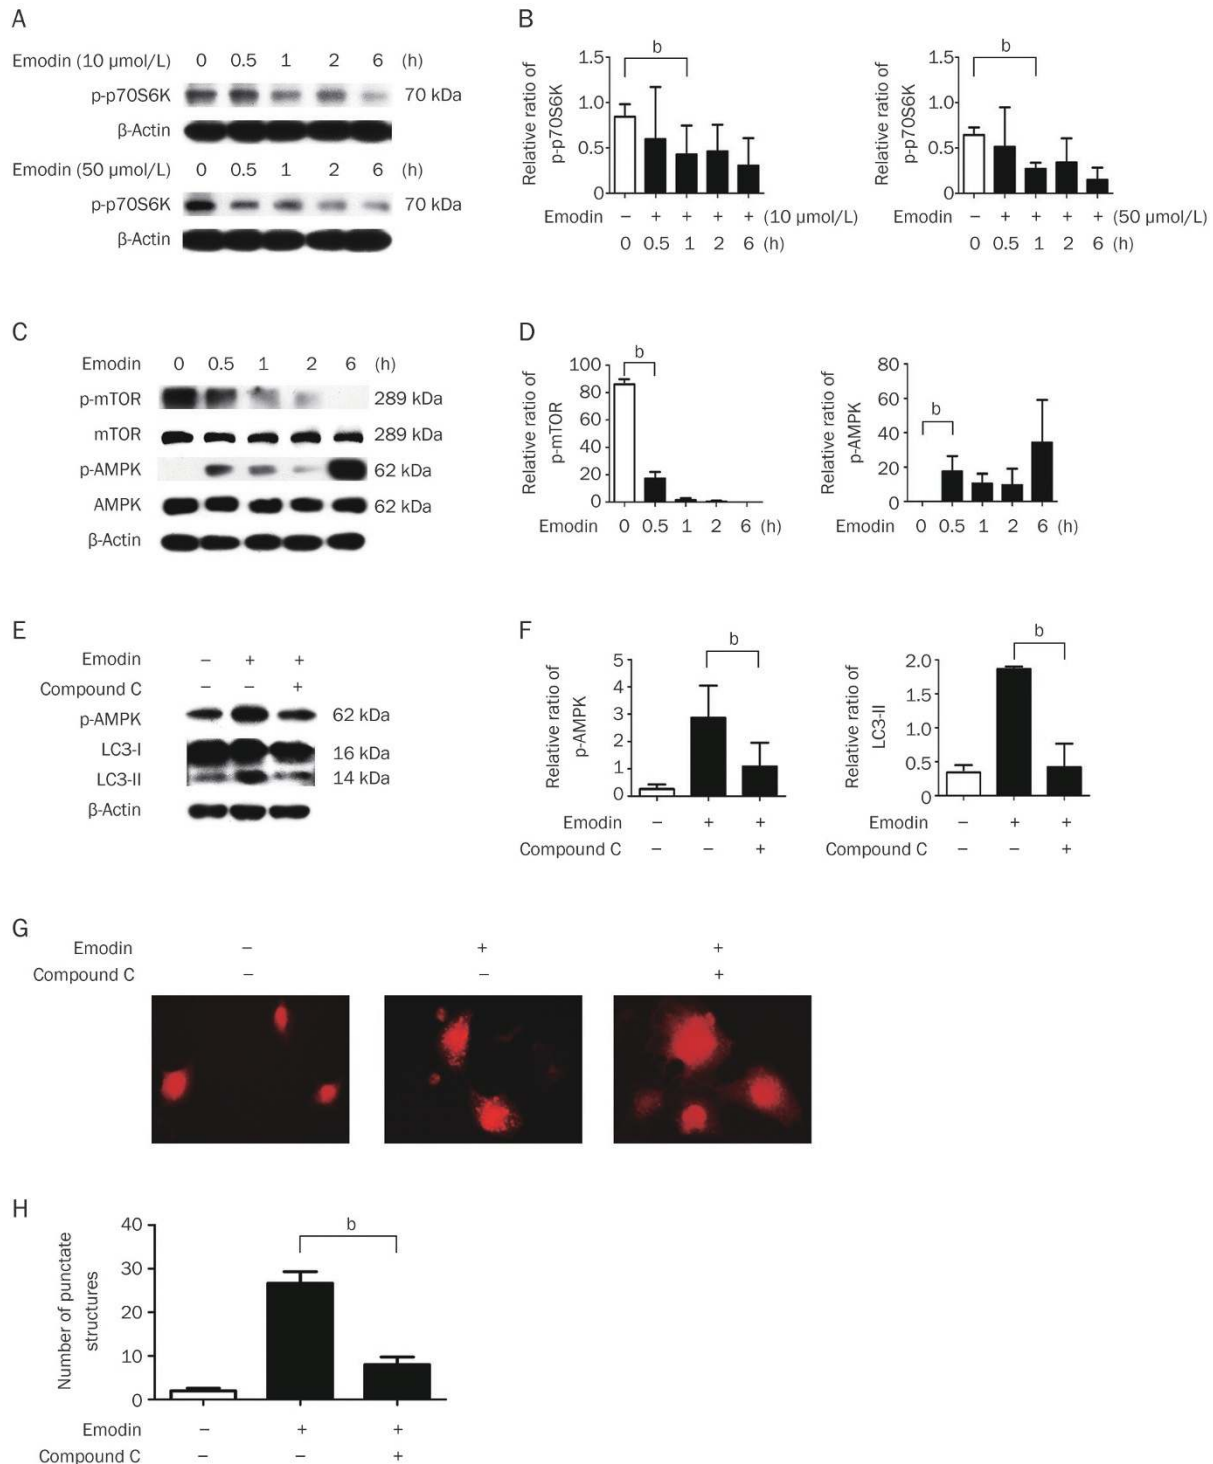 A
Emodin (10 μmol/L) 0 0.5 1 2 6 (h)
p-p70S6K 70 kDa
β-Actin
Emodin (50 μmol/L) 0 0.5 1 2 6 (h)
p-p70S6K 70 kDa
β-Actin
B
Relative ratio of
p-p70S6K
1.5
1.0
0.5
0
b
Emodin – + + + + (10 μmol/L)
0 0.5 1 2 6 (h)
Relative ratio of
p-p70S6K
1.5
1.0
0.5
0
b
Emodin – + + + + (50 μmol/L)
0 0.5 1 2 6 (h)
C
Emodin 0 0.5 1 2 6 (h)
p-mTOR 289 kDa
mTOR 289 kDa
p-AMPK 62 kDa
AMPK 62 kDa
β-Actin
D
Relative ratio of
p-mTOR
100
80
60
40
20
0
b
Emodin 0 0.5 1 2 6 (h)
Relative ratio of
p-AMPK
80
60
40
20
0
b
Emodin 0 0.5 1 2 6 (h)
E
Emodin – + +
Compound C – – +
p-AMPK 62 kDa
LC3-I 16 kDa
LC3-II 14 kDa
β-Actin
F
Relative ratio of
p-AMPK
5
4
3
2
1
0
b
Emodin – + +
Compound C – – +
Relative ratio of
LC3-II
2.0
1.5
1.0
0.5
0
b
Emodin – + +
Compound C – – +
G
Emodin – + +
Compound C – – +
H
Number of punctate
structures
40
30
20
10
0
b
Emodin – + +
Compound C – – +